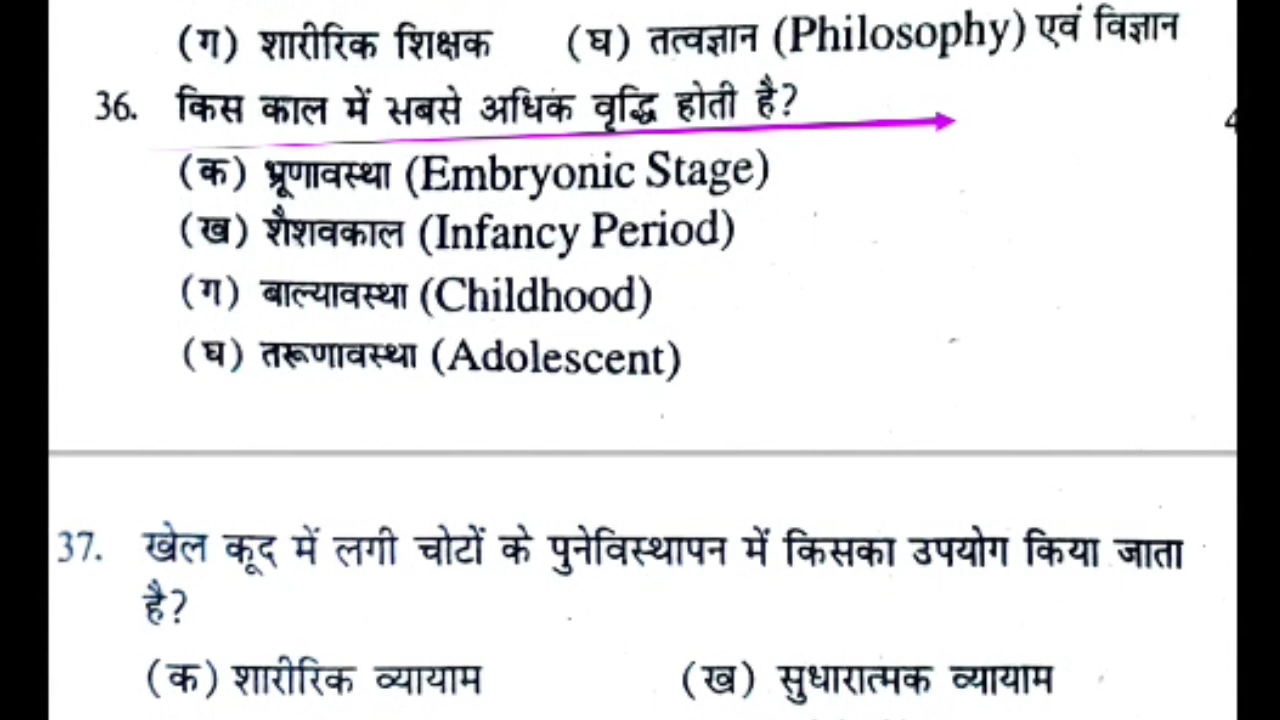 (ग) शारीरिक शिक्षक (घ) तत्वज्ञान (Philosophy) एवं विज्ञान
36. किस काल में सबसे अधिक वृद्धि होती है?
(क) भ्रूणावस्था (Embryonic Stage)
(ख) शैशवकाल (Infancy Period)
(ग) बाल्यावस्था (Childhood)
(घ) तरूणावस्था (Adolescent)
37. खेल कूद में लगी चोटों के पुनेविस्थापन में किसका उपयोग किया जाता
है?
(क) शारीरिक व्यायाम (ख) सुधारात्मक व्यायाम